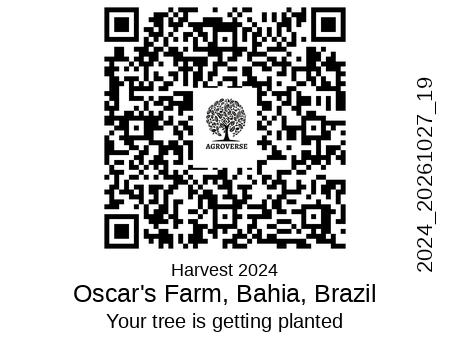 AGROVERSE
Harvest 2024
Oscar's Farm, Bahia, Brazil
Your tree is getting planted
2024_20261027_19